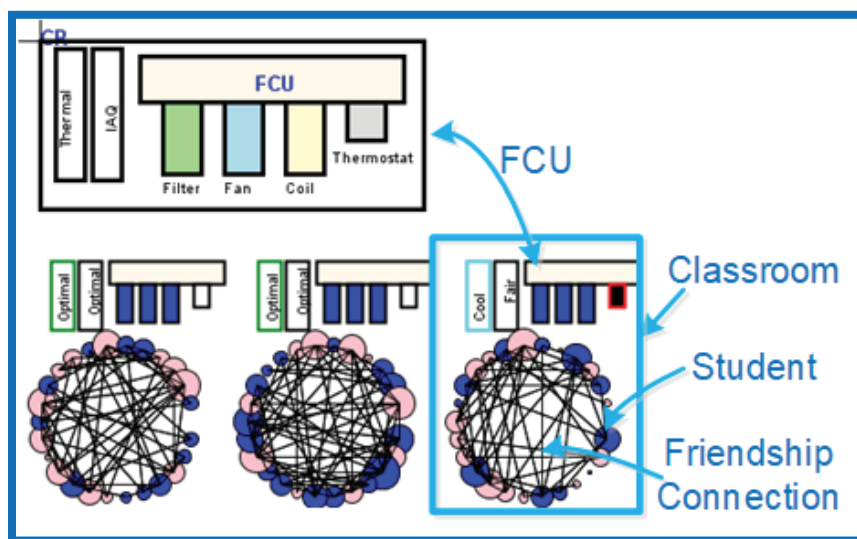 CR
Thermal
IAQ
FCU
Filter
Fan
Coil
Thermostat
FCU
Optimal
Optimal
Optimal
Optimal
Cool
Fair
Classroom
Student
Friendship
Connection